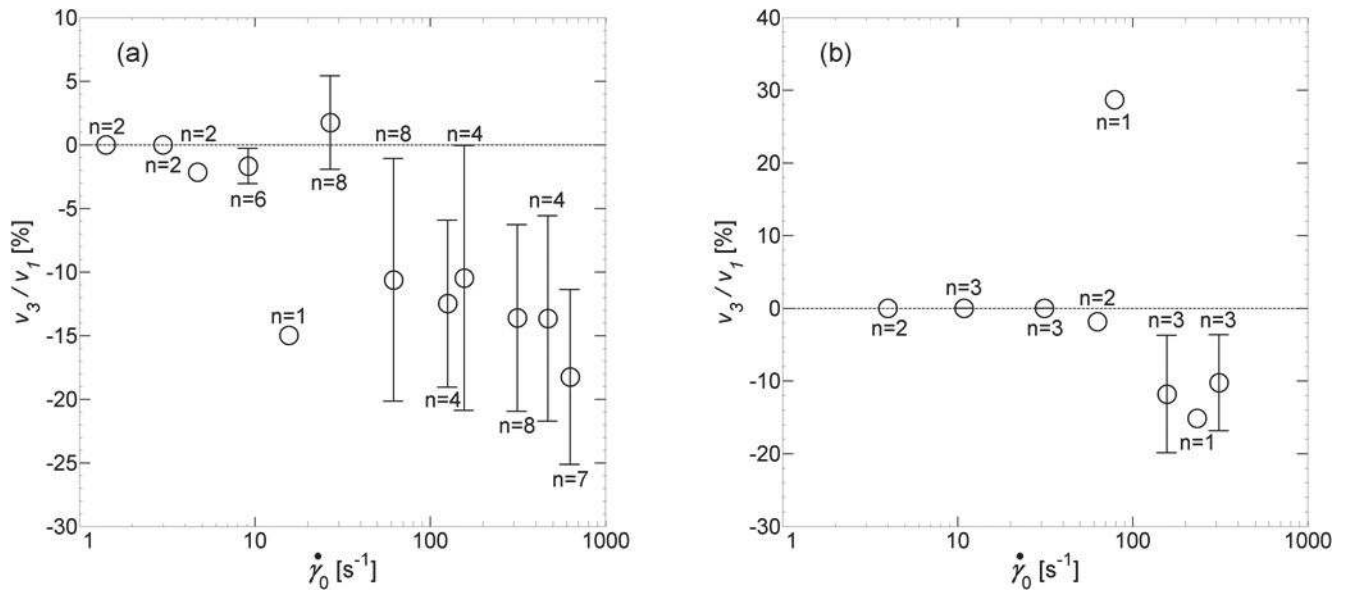 (a)
10
5
0
-5
-10
-15
-20
-25
-30
v3 / v1 [%]
n=2
n=2
n=2
n=6
n=1
n=8
n=8
n=4
n=4
n=8
n=4
n=7
1
10
100
1000
γ̇0 [s-1]
(b)
40
30
20
10
0
-10
-20
-30
v3 / v1 [%]
n=2
n=3
n=3
n=2
n=1
n=3
n=1
n=3
1
10
100
1000
γ̇0 [s-1]